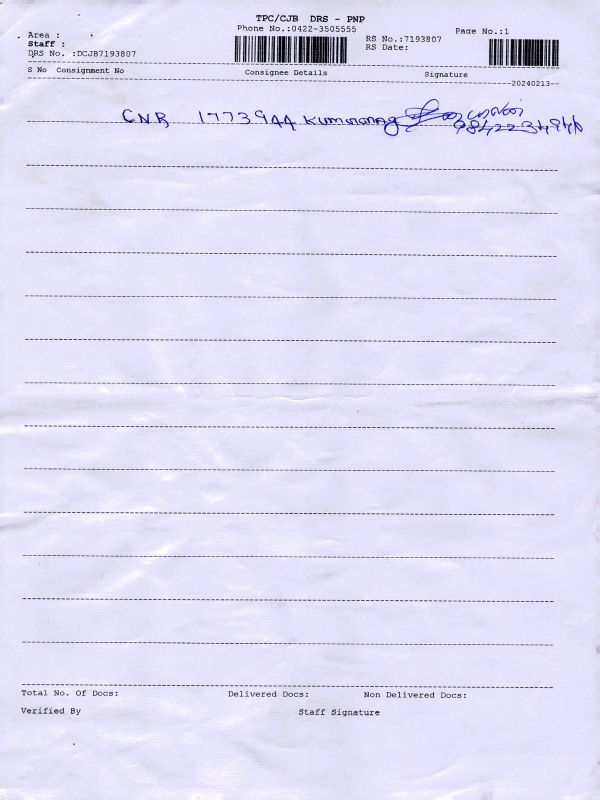 TPC/CJB DRS - PNP
Phone No.:0422-3505555
Page No.:1
Area :
RS No.:7193807
Staff :
RS Date:
DRS No. :DCJB7193807
S No Consignment No Consignee Details Signature
20240213
CNR 1773944
Total No. Of Docs: Delivered Docs: Non Delivered Docs:
Verified By Staff Signature